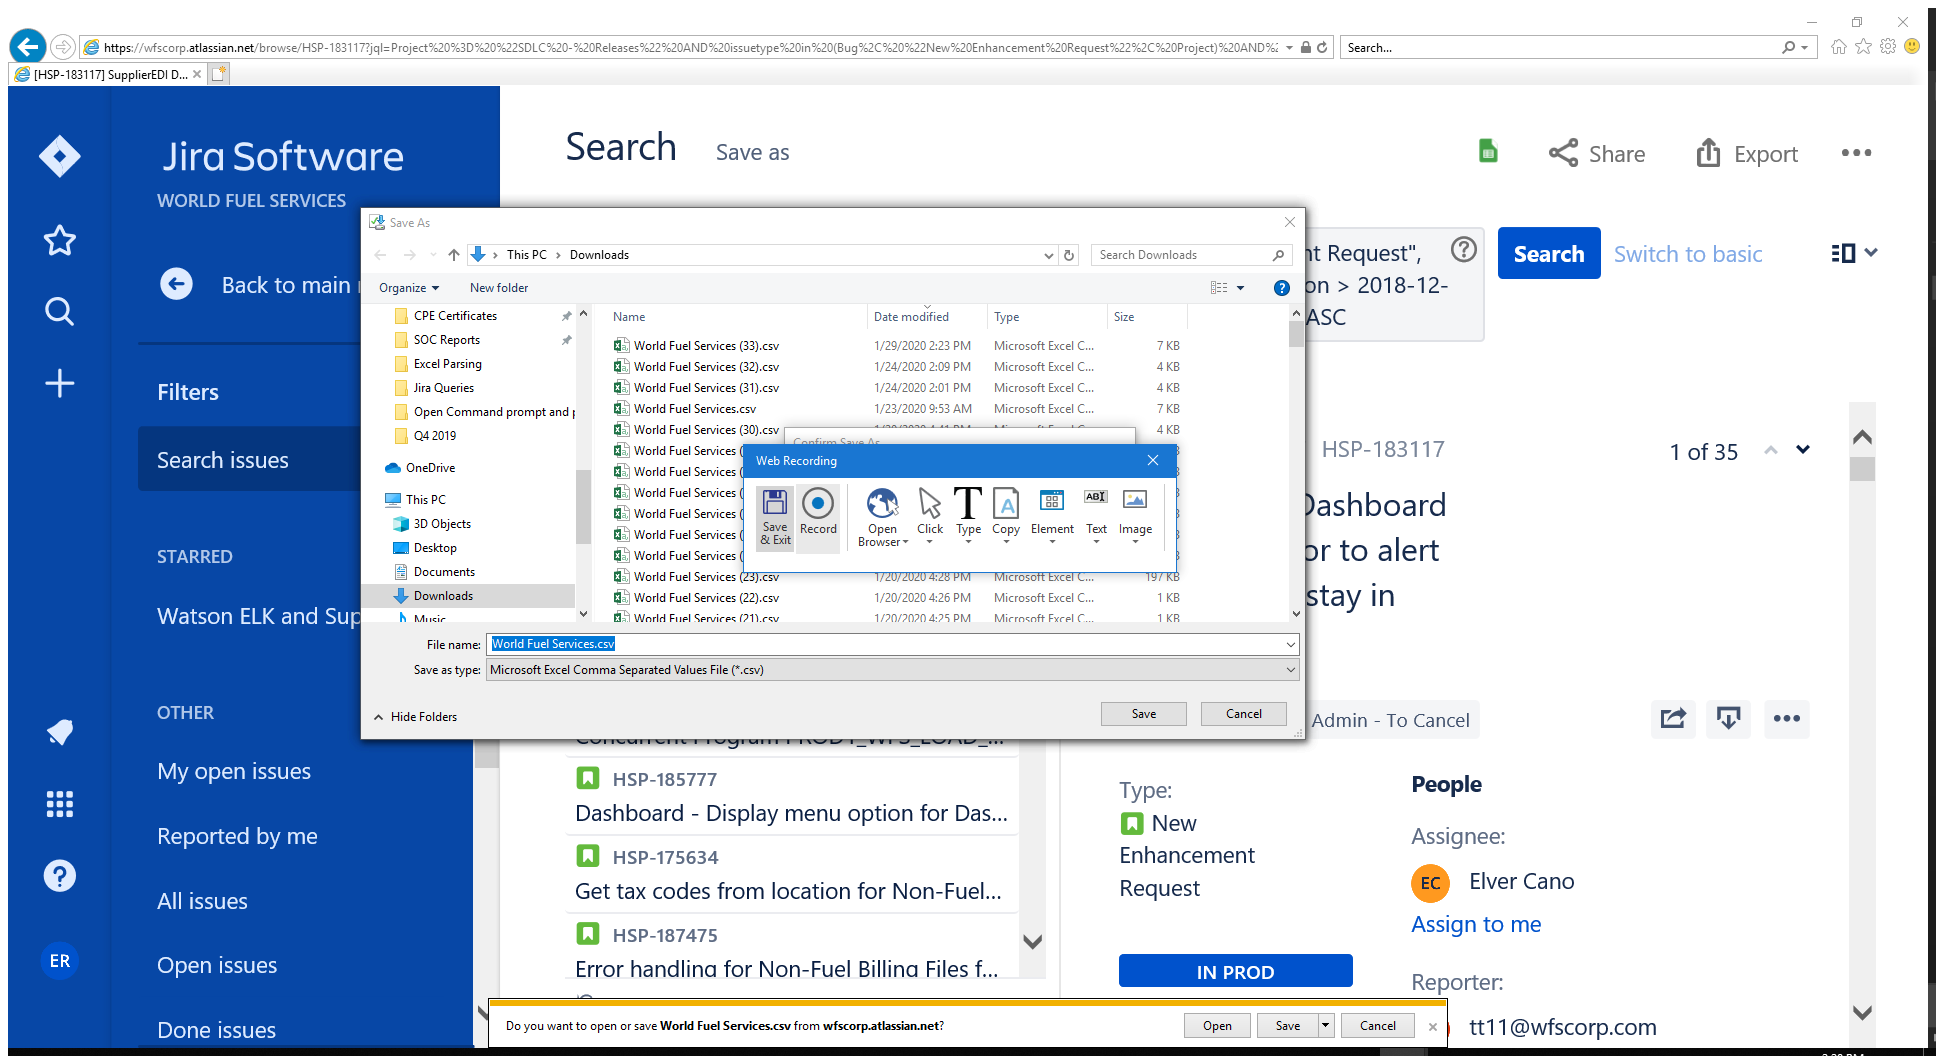 https://wfscorp.atlassian.net/browse/HSP-183117?jql=Project%20%3D%20%22SDLC%20-%20Releases%22%20AND%20issuetype%20in%20(Bug%2C%20%22New%20Enhancement%20Request%22%2C%20Project)%20AND%
Search...
[HSP-183117] SupplierEDI D...
Jira Software
WORLD FUEL SERVICES
Back to main
Filters
Search issues
STARRED
Watson ELK and Sup
OTHER
My open issues
Reported by me
All issues
Open issues
Done issues
ER
Search
Save as
Share
Export
nt Request",
on > 2018-12-
ASC
Search
Switch to basic
Save As
This PC > Downloads
Search Downloads
Organize
New folder
CPE Certificates
SOC Reports
Excel Parsing
Jira Queries
Open Command prompt and p
Q4 2019
OneDrive
This PC
3D Objects
Desktop
Documents
Downloads
Music
Name Date modified Type Size
World Fuel Services (33).csv 1/29/2020 2:23 PM Microsoft Excel C... 7 KB
World Fuel Services (32).csv 1/24/2020 2:09 PM Microsoft Excel C... 4 KB
World Fuel Services (31).csv 1/24/2020 2:01 PM Microsoft Excel C... 4 KB
World Fuel Services.csv 1/23/2020 9:53 AM Microsoft Excel C... 7 KB
World Fuel Services (30).csv 4 KB
World Fuel Services (
World Fuel Services (
World Fuel Services (
World Fuel Services (
World Fuel Services (
World Fuel Services (
World Fuel Services (23).csv 1/20/2020 4:28 PM Microsoft Excel C... 197 KB
World Fuel Services (22).csv 1/20/2020 4:26 PM Microsoft Excel C... 1 KB
World Fuel Services (21).csv 1/20/2020 4:25 PM Microsoft Excel C... 1 KB
Confirm Save As
Web Recording
Save & Exit
Record
Open Browser
Click
Type
Copy
Element
Text
Image
File name: World Fuel Services.csv
Save as type: Microsoft Excel Comma Separated Values File (*.csv)
Hide Folders
Save
Cancel
HSP-183117
1 of 35
Dashboard
or to alert
stay in
Admin - To Cancel
Concurrent Program PROD1_WFS_LOAD_...
HSP-185777
Dashboard - Display menu option for Das...
HSP-175634
Get tax codes from location for Non-Fuel...
HSP-187475
Error handling for Non-Fuel Billing Files f...
Type:
New
Enhancement
Request
IN PROD
People
Assignee:
EC
Elver Cano
Assign to me
Reporter:
tt11@wfscorp.com
Do you want to open or save World Fuel Services.csv from wfscorp.atlassian.net?
Open
Save
Cancel